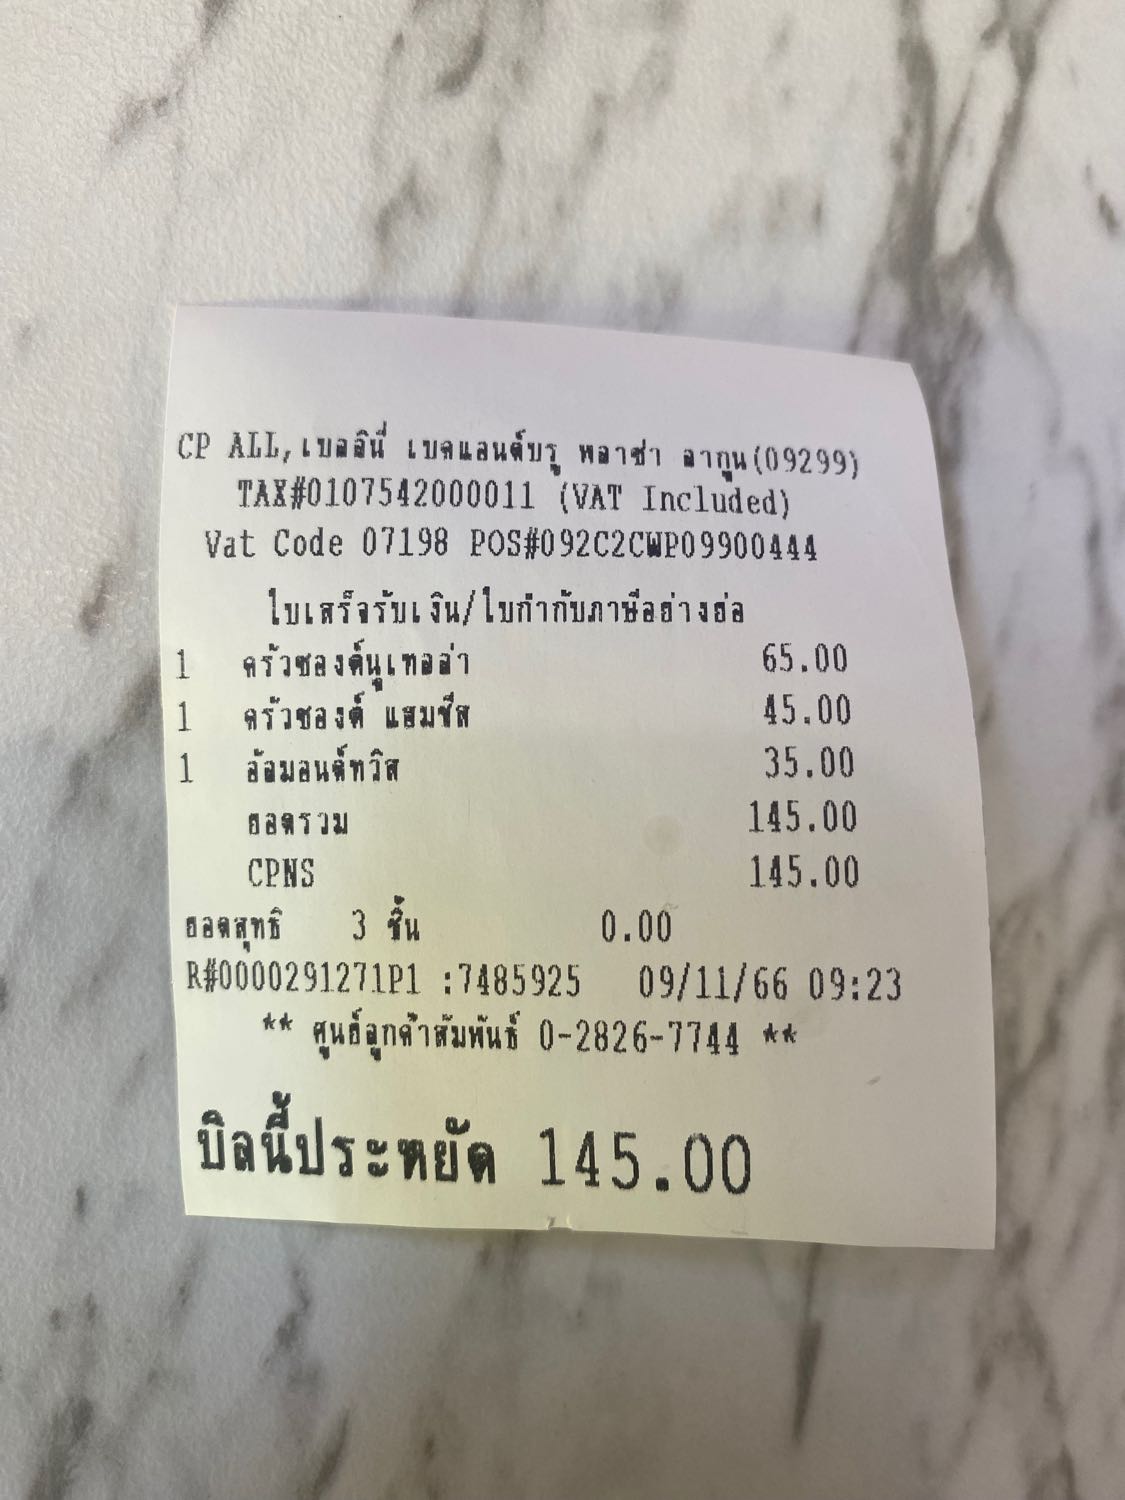 CP ALL,เบลลินี่ เบคแอนด์บรู พลาซ่า ลากูน(09299)
TAX#0107542000011 (VAT Included)
Vat Code 07198 POS#092C2CWP09900444
ใบเสร็จรับเงิน/ใบกำกับภาษีอย่างย่อ
1 ครัวซองต์นูเทลล่า 65.00
1 ครัวซองต์ แฮมชีส 45.00
1 อัลมอนด์ทวิส 35.00
ยอดรวม 145.00
CPNS 145.00
ยอดสุทธิ 3 ชิ้น 0.00
R#0000291271P1 :7485925 09/11/66 09:23
** ศูนย์ลูกค้าสัมพันธ์ 0-2826-7744 **
บิลนี้ประหยัด 145.00